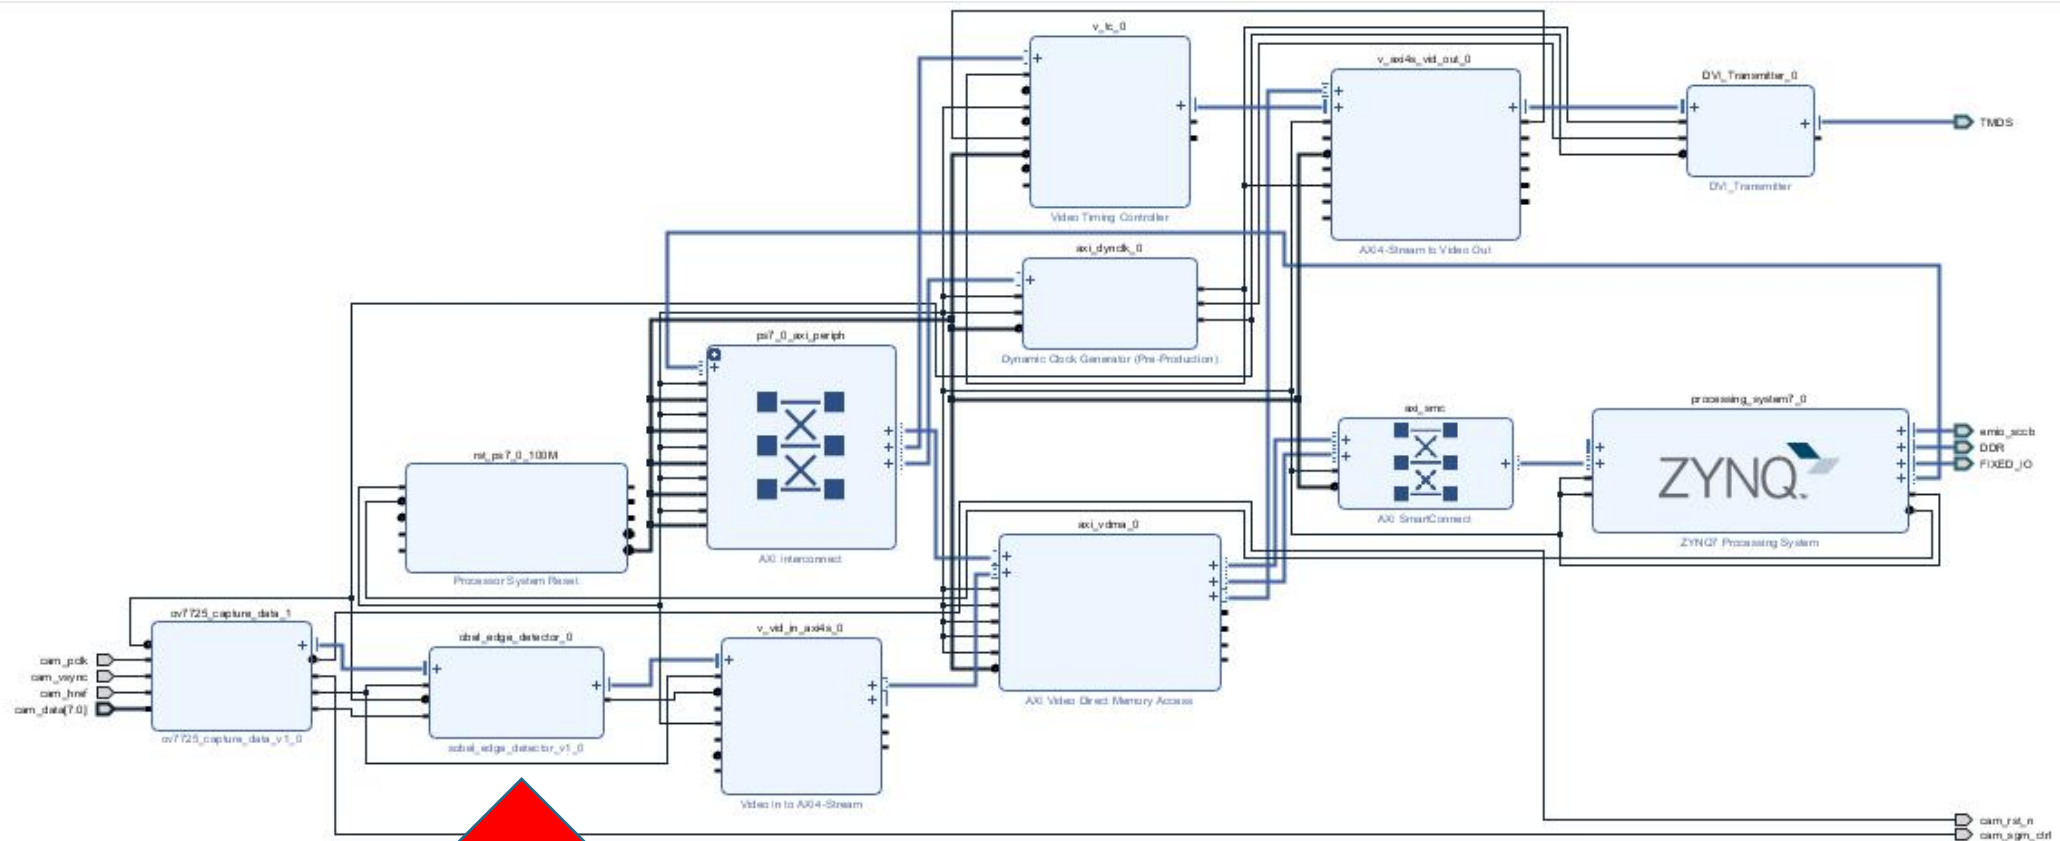 v_tc_0
Video Timing Controller
v_axi4s_vid_out_0
AXI4-Stream to Video Out
DVI_Transmitter_0
DVI_Transmitter
TMDS
axi_dynclk_0
Dynamic Clock Generator (Pre-Production)
ps7_0_axi_periph
AXI Interconnect
rst_ps7_0_100M
Processor System Reset
axi_smc
AXI SmartConnect
processing_system7_0
ZYNQ
ZYNQ7 Processing System
emio_sccb
DDR
FIXED_IO
axi_vdma_0
AXI Video Direct Memory Access
ov7725_capture_data_1
ov7725_capture_data_v1_0
cam_pclk
cam_vsync
cam_href
cam_data[7:0]
sobel_edge_detector_0
sobel_edge_detector_v1_0
v_vid_in_axi4s_0
Video In to AXI4-Stream
cam_rst_n
cam_sgm_ctrl